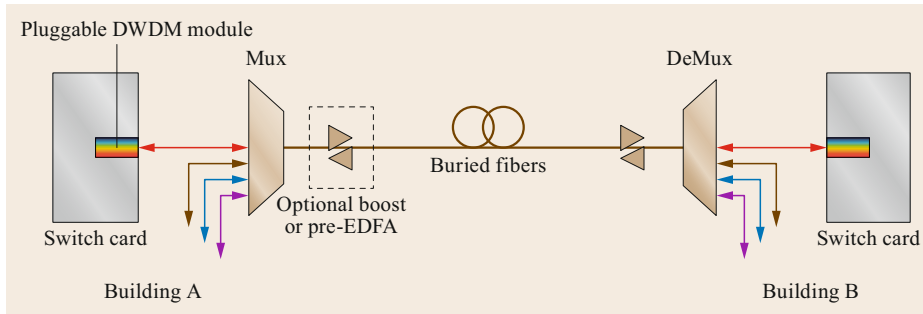 Pluggable DWDM module
Mux
DeMux
Buried fibers
Optional boost
or pre-EDFA
Switch card
Switch card
Building A
Building B